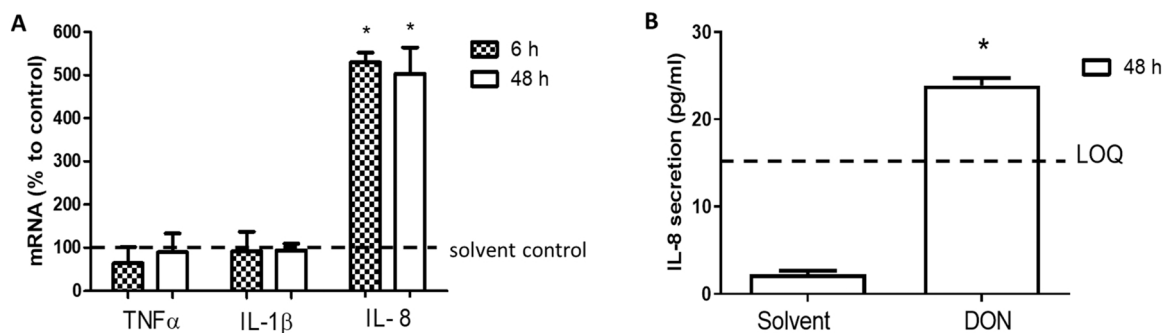 A
mRNA (% to control)
600
500
400
300
200
100
0
* *
6 h
48 h
solvent control
TNFα IL-1β IL- 8
B
IL-8 secretion (pg/ml)
30
20
10
0
*
48 h
LOQ
Solvent DON